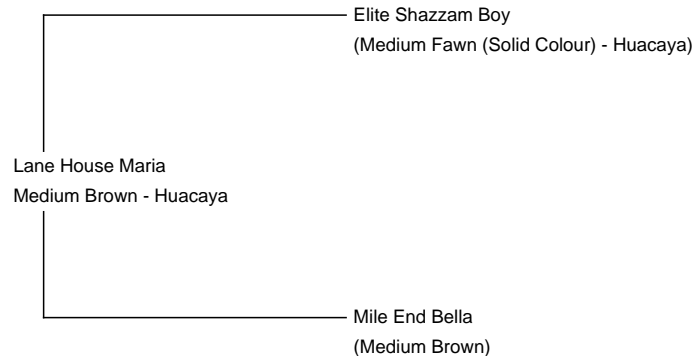 Elite Shazzam Boy
(Medium Fawn (Solid Colour) - Huacaya)
Lane House Maria
Medium Brown - Huacaya
Mile End Bella
(Medium Brown)